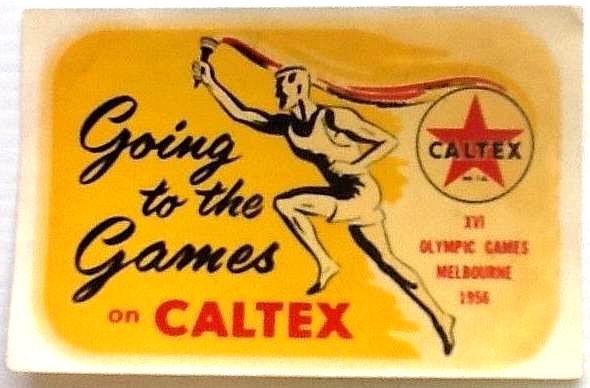 Going
to the
Games
on CALTEX
CALTEX
XVI
OLYMPIC GAMES
MELBOURNE
1956